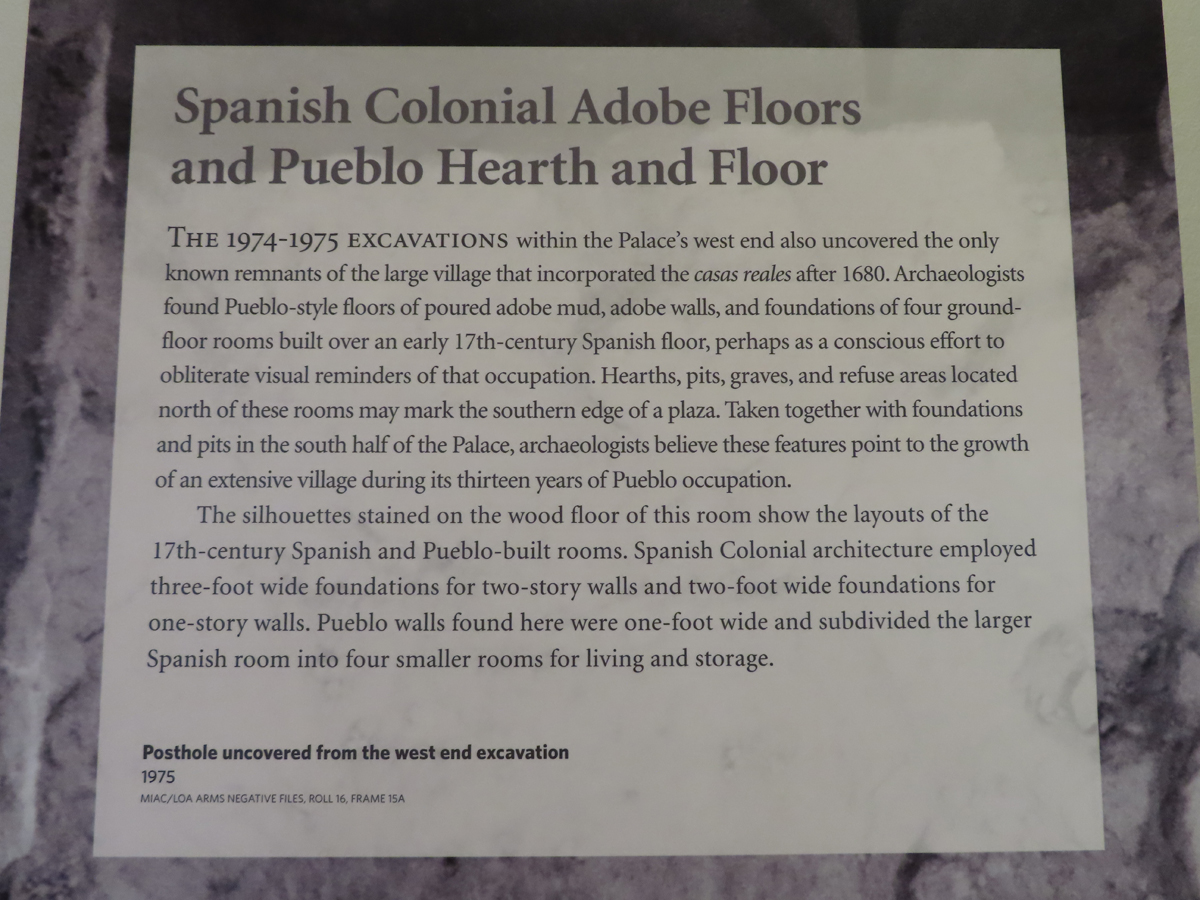 Spanish Colonial Adobe Floors
and Pueblo Hearth and Floor
THE 1974-1975 EXCAVATIONS within the Palace's west end also uncovered the only
known remnants of the large village that incorporated the casas reales after 1680. Archaeologists
found Pueblo-style floors of poured adobe mud, adobe walls, and foundations of four ground-
floor rooms built over an early 17th-century Spanish floor, perhaps as a conscious effort to
obliterate visual reminders of that occupation. Hearths, pits, graves, and refuse areas located
north of these rooms may mark the southern edge of a plaza. Taken together with foundations
and pits in the south half of the Palace, archaeologists believe these features point to the growth
of an extensive village during its thirteen years of Pueblo occupation.
The silhouettes stained on the wood floor of this room show the layouts of the
17th-century Spanish and Pueblo-built rooms. Spanish Colonial architecture employed
three-foot wide foundations for two-story walls and two-foot wide foundations for
one-story walls. Pueblo walls found here were one-foot wide and subdivided the larger
Spanish room into four smaller rooms for living and storage.
Posthole uncovered from the west end excavation
1975
MIAC/LOA ARMS NEGATIVE FILES, ROLL 16, FRAME 15A